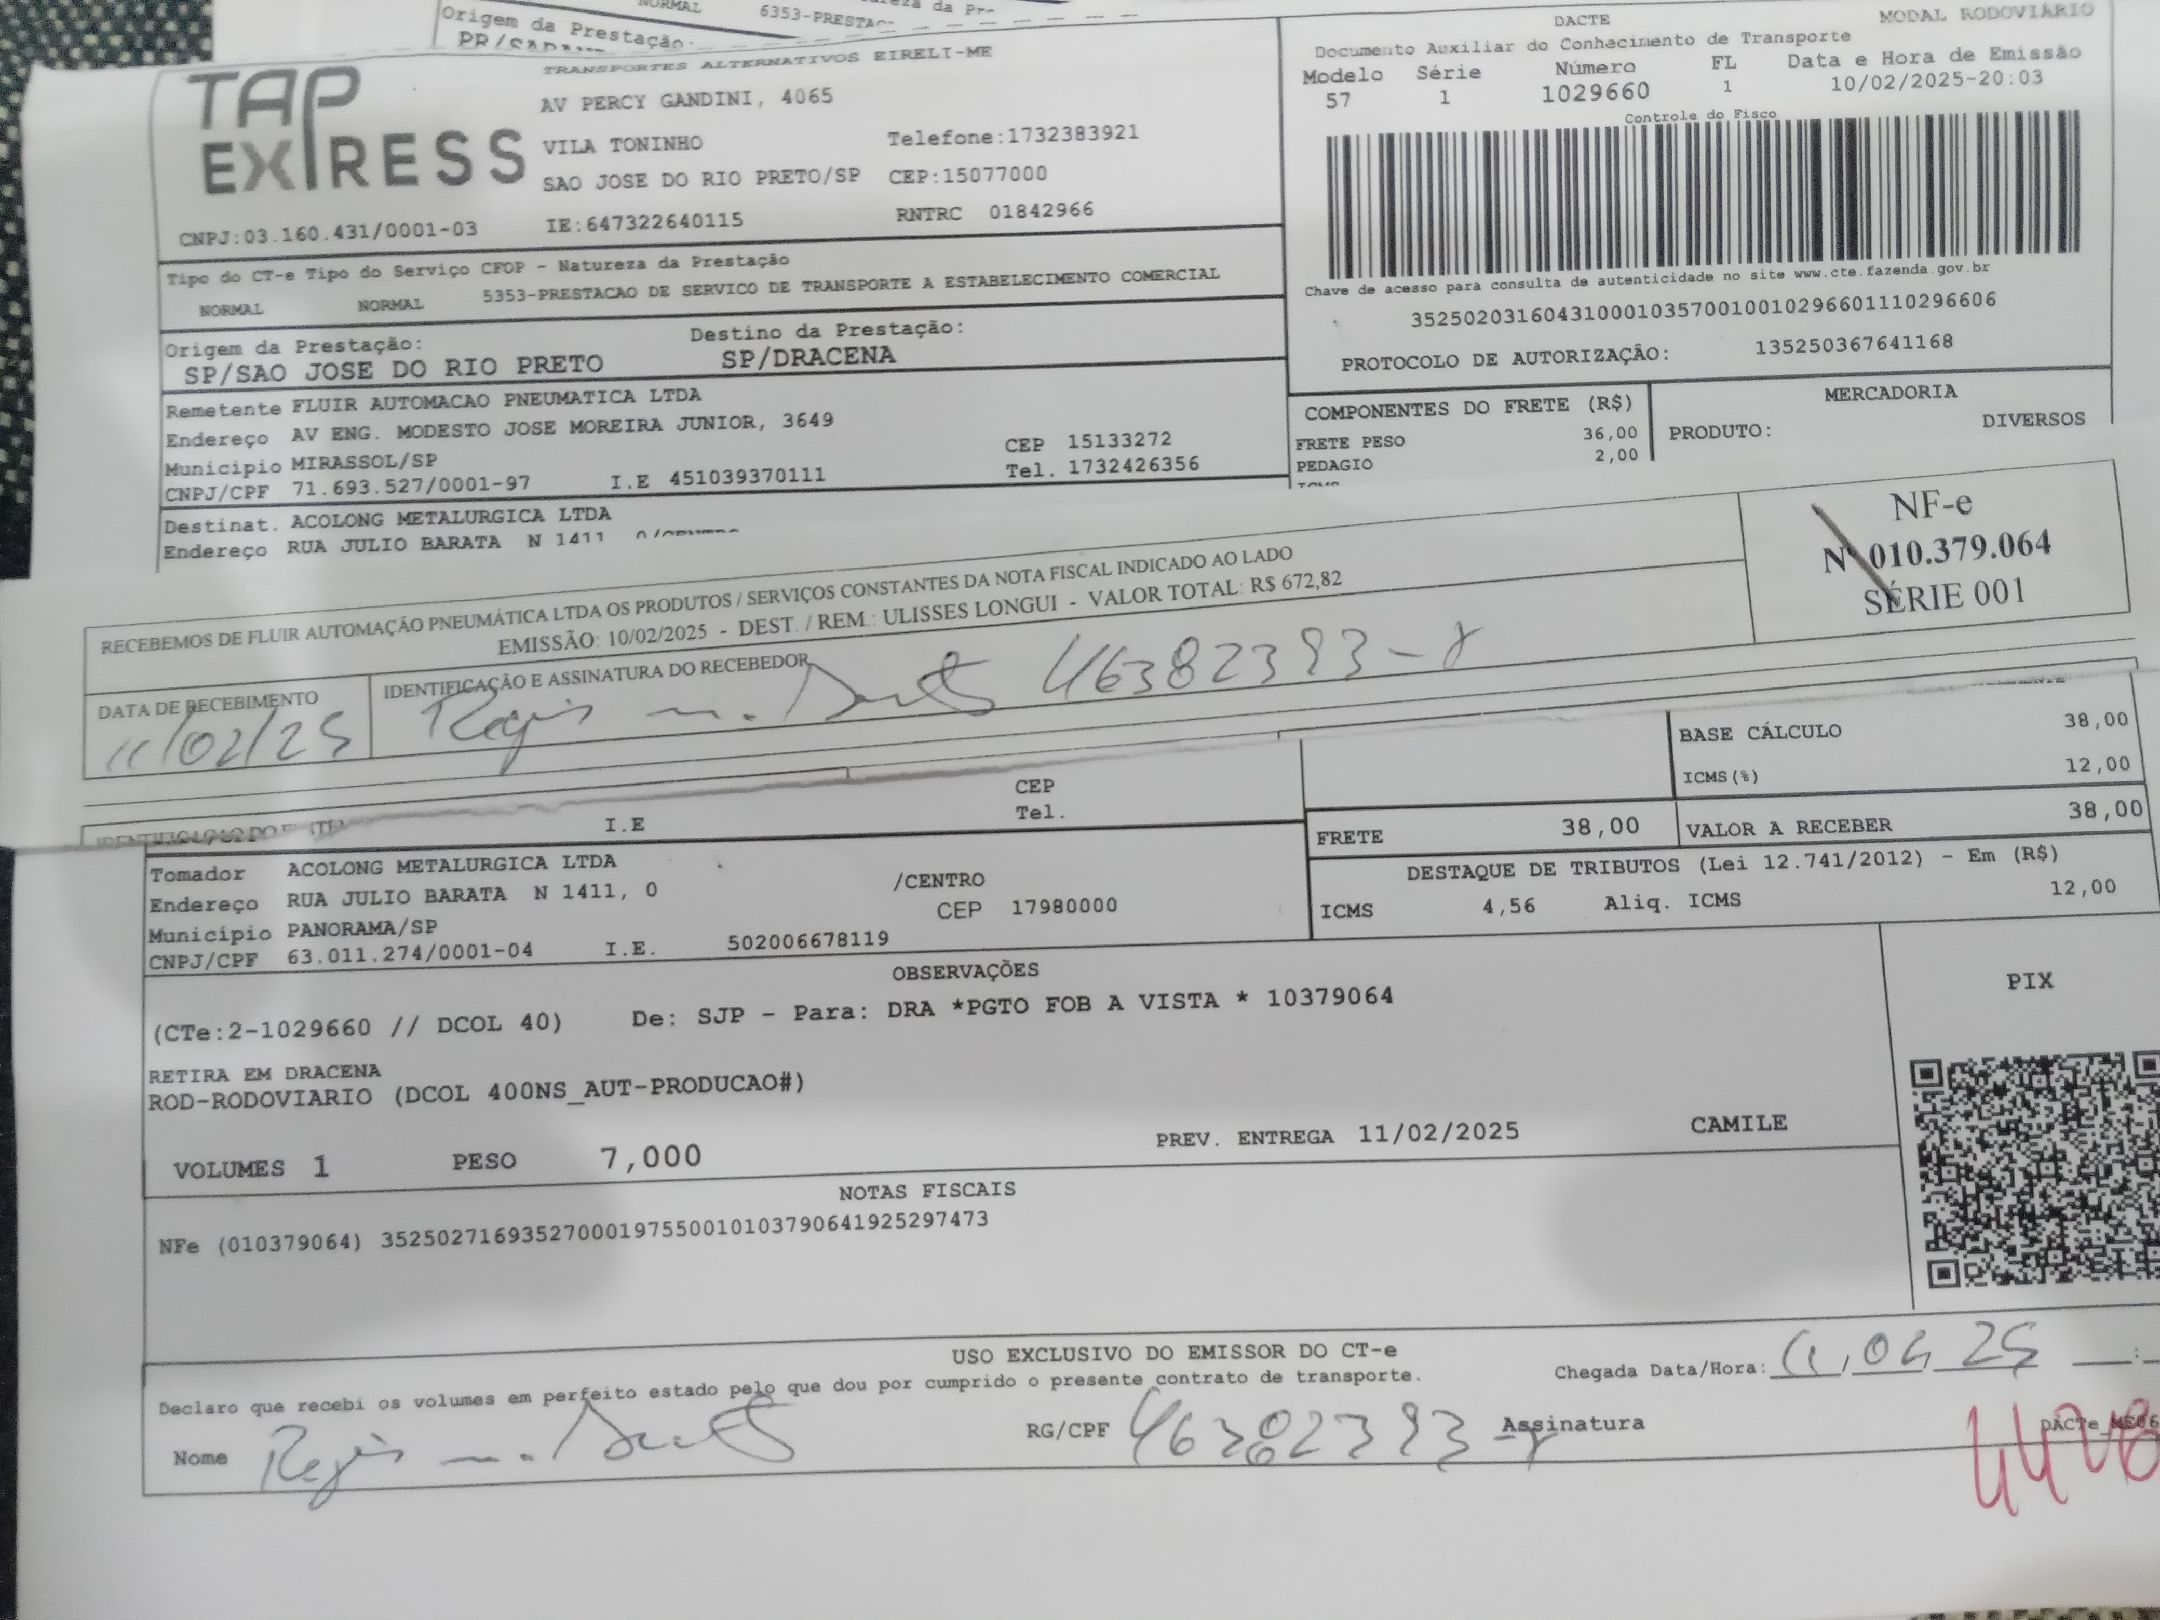 NORMAL
6353-PRESTAC
Origem da Prestação:
TAP EXPRESS
TRANSPORTES ALTERNATIVOS EIRELI-ME
AV PERCY GANDINI, 4065
VILA TONINHO Telefone:1732383921
SAO JOSE DO RIO PRETO/SP CEP:15077000
CNPJ:03.160.431/0001-03 IE:647322640115 RNTRC 01842966
DACTE MODAL RODOVIÁRIO
Documento Auxiliar do Conhecimento de Transporte
Modelo Série Número FL Data e Hora de Emissão
57 1 1029660 1 10/02/2025-20:03
Controle do Fisco
Chave de acesso para consulta de autenticidade no site www.cte.fazenda.gov.br
35250203160431000103570010010296601110296606
PROTOCOLO DE AUTORIZAÇÂO: 135250367641168
Tipo do CT-e Tipo do Serviço CFOP - Natureza da Prestação
NORMAL NORMAL 5353-PRESTACAO DE SERVICO DE TRANSPORTE A ESTABELECIMENTO COMERCIAL
Origem da Prestação: Destino da Prestação:
SP/SAO JOSE DO RIO PRETO SP/DRACENA
Remetente FLUIR AUTOMACAO PNEUMATICA LTDA
Endereço AV ENG. MODESTO JOSE MOREIRA JUNIOR, 3649
Município MIRASSOL/SP CEP 15133272
CNPJ/CPF 71.693.527/0001-97 I.E 451039370111 Tel. 1732426356
COMPONENTES DO FRETE (R$) MERCADORIA
FRETE PESO 36,00 PRODUTO: DIVERSOS
PEDAGIO 2,00
Destinat. ACOLONG METALURGICA LTDA
Endereço RUA JULIO BARATA N 1411
RECEBEMOS DE FLUIR AUTOMAÇÃO PNEUMÁTICA LTDA OS PRODUTOS / SERVIÇOS CONSTANTES DA NOTA FISCAL INDICADO AO LADO
EMISSÃO: 10/02/2025 - DEST. / REM.: ULISSES LONGUI - VALOR TOTAL: R$ 672,82
NF-e
Nº 010.379.064
SÉRIE 001
DATA DE RECEBIMENTO IDENTIFICAÇÃO E ASSINATURA DO RECEBEDOR
11/02/25 Regis m.
BASE CÁLCULO 38,00
ICMS(%) 12,00
CEP
I.E Tel.
FRETE 38,00 VALOR A RECEBER 38,00
Tomador ACOLONG METALURGICA LTDA
Endereço RUA JULIO BARATA N 1411, 0 /CENTRO
Município PANORAMA/SP CEP 17980000
CNPJ/CPF 63.011.274/0001-04 I.E. 502006678119
DESTAQUE DE TRIBUTOS (Lei 12.741/2012) - Em (R$)
ICMS 4,56 Aliq. ICMS 12,00
OBSERVAÇÕES
(CTe:2-1029660 // DCOL 40) De: SJP - Para: DRA *PGTO FOB A VISTA * 10379064
RETIRA EM DRACENA
ROD-RODOVIARIO (DCOL 400NS_AUT-PRODUCAO#)
VOLUMES 1 PESO 7,000 PREV. ENTREGA 11/02/2025 CAMILE
PIX
NOTAS FISCAIS
NFe (010379064) 35250271693527000197550010103790641925297473
USO EXCLUSIVO DO EMISSOR DO CT-e
Declaro que recebi os volumes em perfeito estado pelo que dou por cumprido o presente contrato de transporte. Chegada Data/Hora:
Nome Regis m. RG/CPF Assinatura